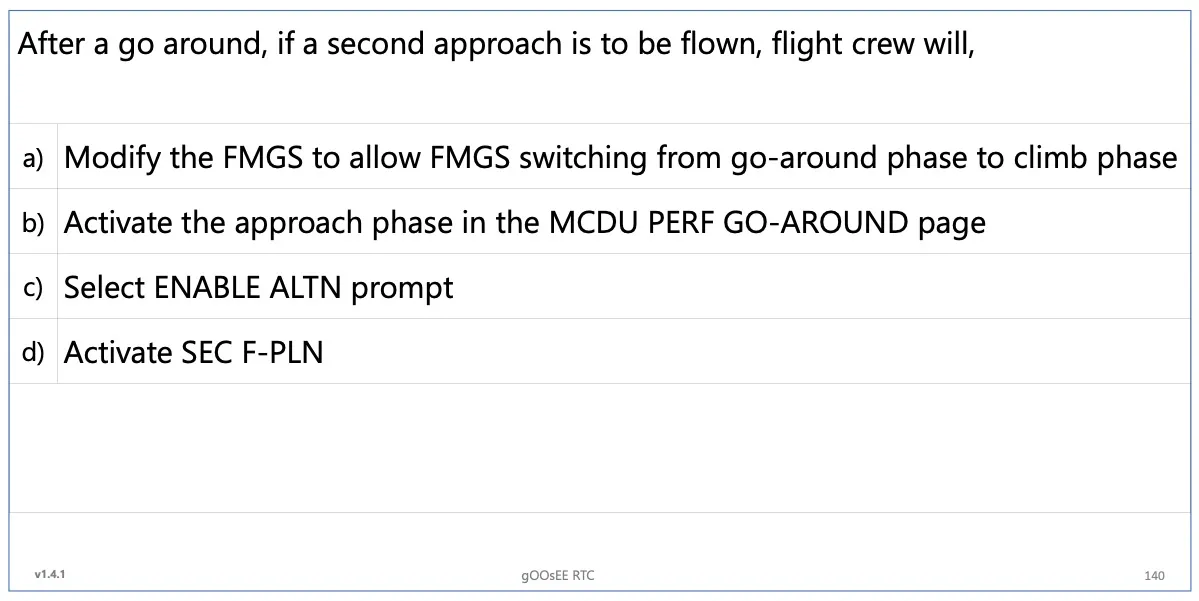 After a go around, if a second approach is to be flown, flight crew will,
a) Modify the FMGS to allow FMGS switching from go-around phase to climb phase
b) Activate the approach phase in the MCDU PERF GO-AROUND page
c) Select ENABLE ALTN prompt
d) Activate SEC F-PLN
v1.4.1 gOOsEE RTC 140